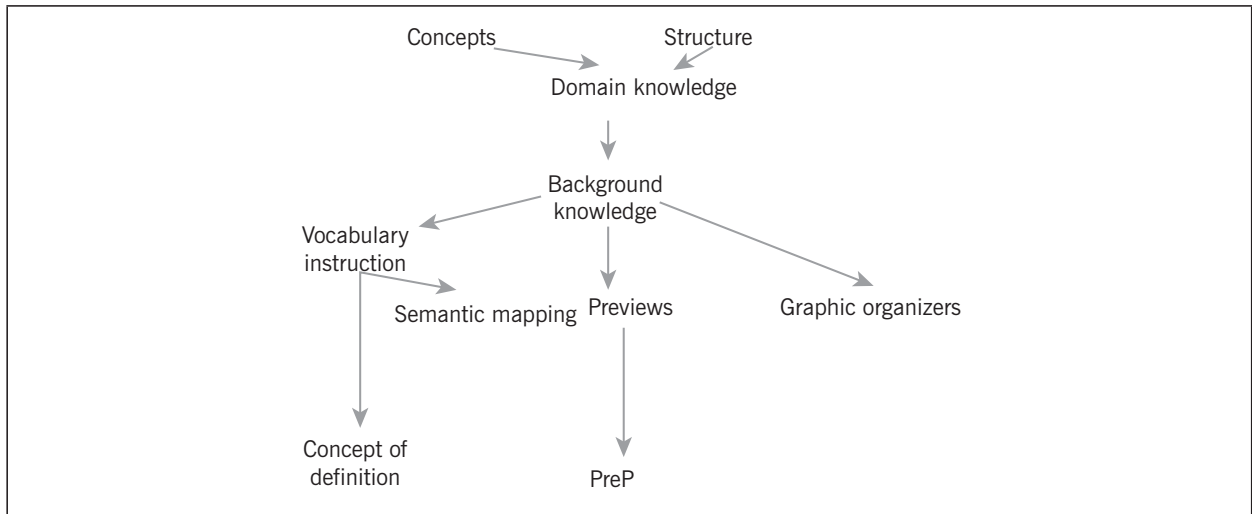 Concepts
Structure
Domain knowledge
Background
knowledge
Vocabulary
instruction
Semantic mapping
Previews
Graphic organizers
Concept of
definition
PreP